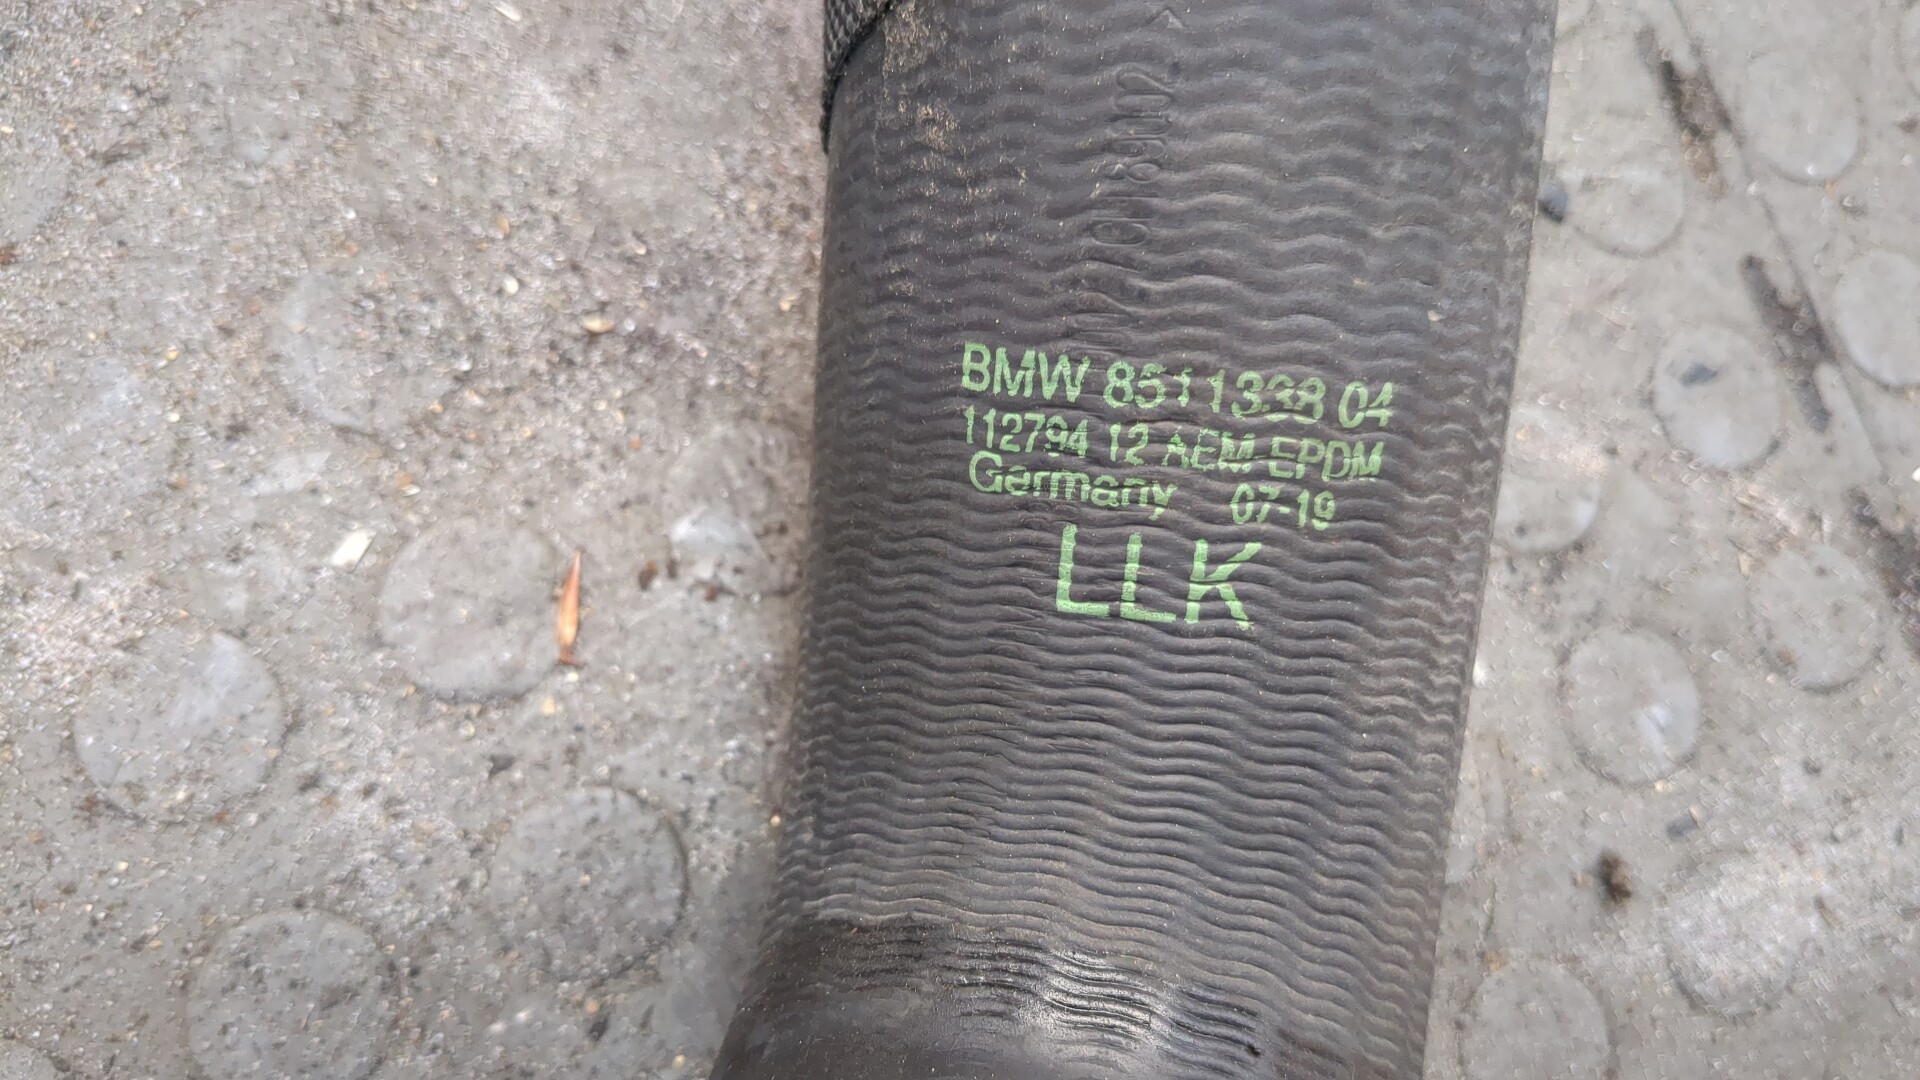 BMW 8511338 04
112794 12 AEM-EPDM
Germany 07-19
LLK